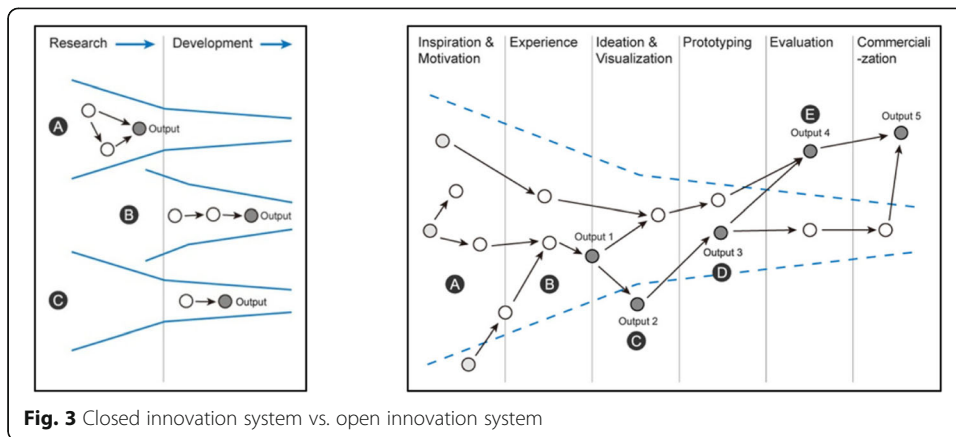 Research
Development
A
Output
B
Output
C
Output
Inspiration &
Motivation
Experience
Ideation &
Visualization
Prototyping
Evaluation
Commerciali
-zation
E
Output 4
Output 5
Output 1
Output 3
A
B
D
Output 2
C
Fig. 3 Closed innovation system vs. open innovation system